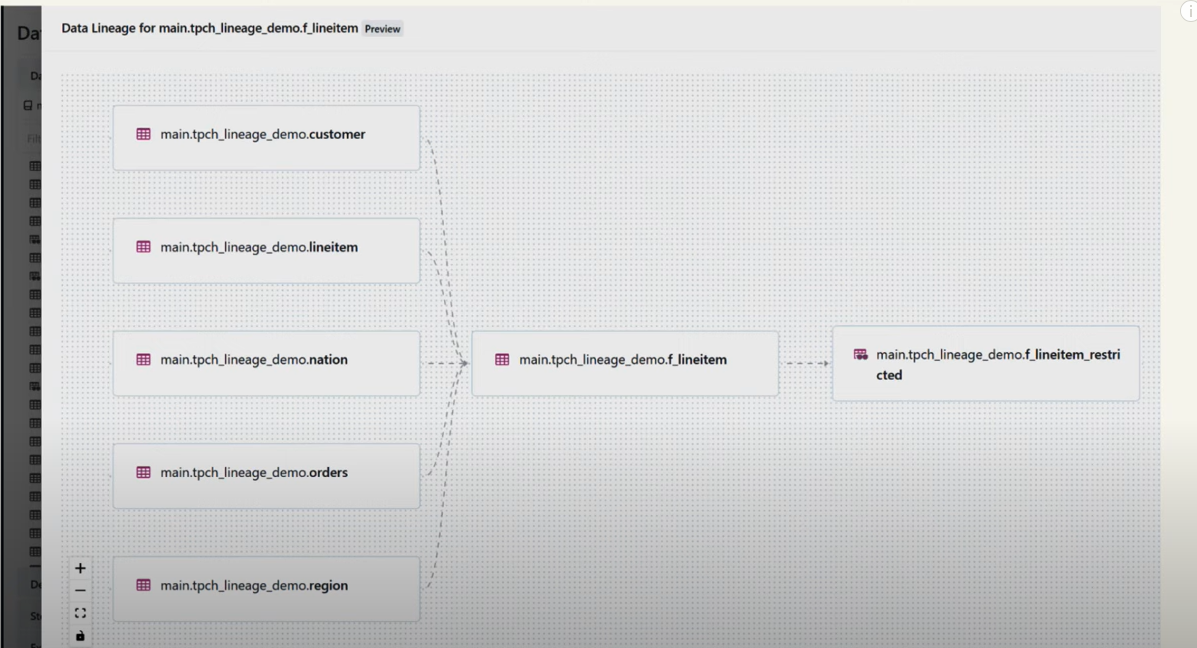 Data Lineage for main.tpch_lineage_demo.f_lineitem Preview
main.tpch_lineage_demo.customer
main.tpch_lineage_demo.lineitem
main.tpch_lineage_demo.nation
main.tpch_lineage_demo.f_lineitem
main.tpch_lineage_demo.f_lineitem_restri
cted
main.tpch_lineage_demo.orders
main.tpch_lineage_demo.region